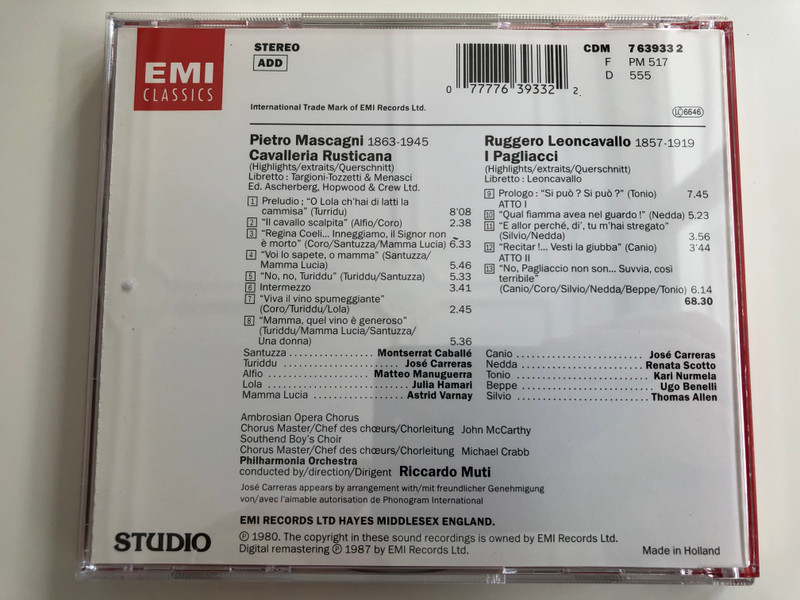 EMI
CLASSICS
STEREO
ADD
0 77776 39332 2
CDM 7 63933 2
F PM 517
D 555
International Trade Mark of EMI Records Ltd.
LC 6646
Pietro Mascagni 1863-1945
Cavalleria Rusticana
(Highlights/extraits/Querschnitt)
Libretto : Targioni-Tozzetti & Menasci
Ed. Ascherberg, Hopwood & Crew Ltd.
1 Preludio ; "O Lola ch'hai di latti la
cammisa" (Turridu) 8'08
2 "Il cavallo scalpita" (Alfio/Coro) 2.38
3 "Regina Coeli... Inneggiamo, il Signor non
è morto" (Coro/Santuzza/Mamma Lucia) 6.33
4 "Voi lo sapete, o mamma" (Santuzza/
Mamma Lucia) 5.46
5 "No, no, Turiddu" (Turiddu/Santuzza) 5.33
6 Intermezzo 3.41
7 "Viva il vino spumeggiante"
(Coro/Turiddu/Lola) 2.45
8 "Mamma, quel vino è generoso"
(Turiddu/Mamma Lucia/Santuzza/
Una donna) 5.36
Santuzza .................. Montserrat Caballé
Turiddu ........................ José Carreras
Alfio .................... Matteo Manuguerra
Lola ........................... Julia Hamari
Mamma Lucia ................ Astrid Varnay
Ruggero Leoncavallo 1857-1919
I Pagliacci
(Highlights/extraits/Querschnitt)
Libretto : Leoncavallo
9 Prologo : "Si può ? Si può ?" (Tonio) 7.45
ATTO I
10 "Qual fiamma avea nel guardo !" (Nedda) 5.23
11 "E allor perché, di', tu m'hai stregato"
(Silvio/Nedda) 3.56
12 "Recitar !... Vesti la giubba" (Canio) 3'44
ATTO II
13 "No, Pagliaccio non son... Suvvia, così
terribile"
(Canio/Coro/Silvio/Nedda/Beppe/Tonio) 6.14
68.30
Canio ........................ José Carreras
Nedda ........................ Renata Scotto
Tonio ........................ Kari Nurmela
Beppe ........................ Ugo Benelli
Silvio ........................ Thomas Allen
Ambrosian Opera Chorus
Chorus Master/Chef des chœurs/Chorleitung John McCarthy
Southend Boy's Choir
Chorus Master/Chef des chœurs/Chorleitung Michael Crabb
Philharmonia Orchestra
conducted by/direction/Dirigent Riccardo Muti
José Carreras appears by arrangement with/mit freundlicher Genehmigung
von/avec l'aimable autorisation de Phonogram International
EMI RECORDS LTD HAYES MIDDLESEX ENGLAND.
℗ 1980. The copyright in these sound recordings is owned by EMI Records Ltd.
Digital remastering ℗ 1987 by EMI Records Ltd.
STUDIO
Made in Holland